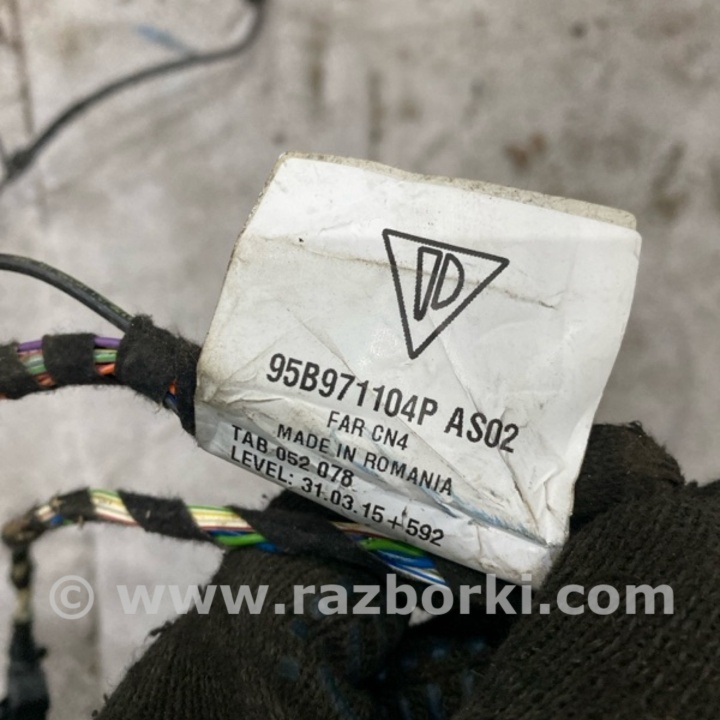 95B971104P AS02
FAR CN4
MADE IN ROMANIA
TAB 052 078
LEVEL: 31.03.15+592
© www.razborki.com